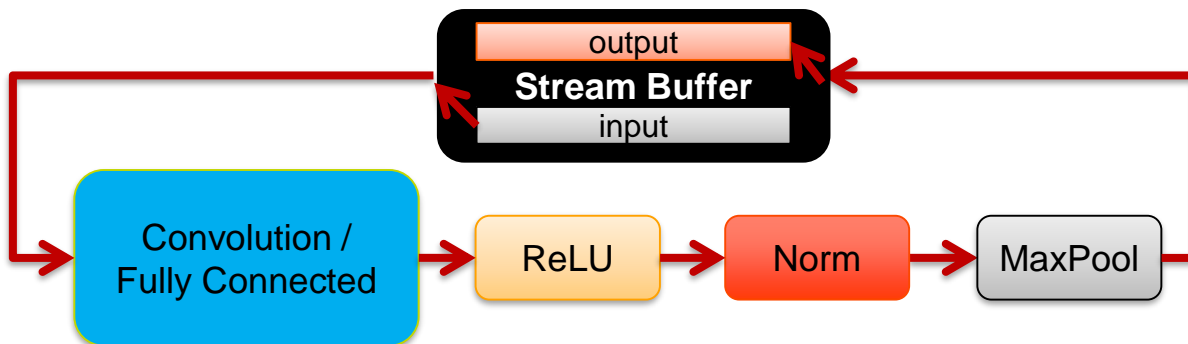 output
Stream Buffer
input
Convolution /
Fully Connected
ReLU
Norm
MaxPool